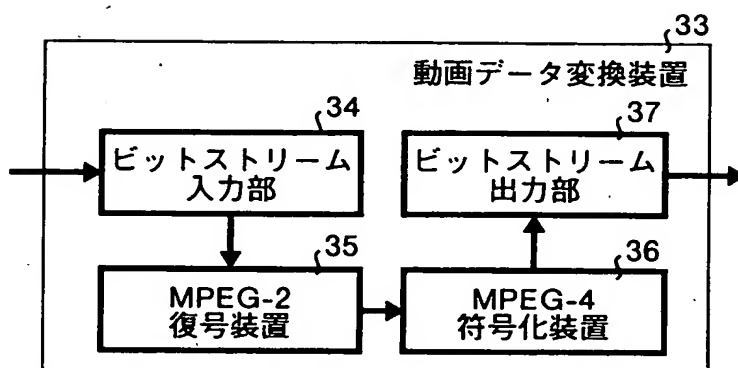 33
動画データ変換装置
34
ビットストリーム
入力部
37
ビットストリーム
出力部
35
MPEG-2
復号装置
36
MPEG-4
符号化装置